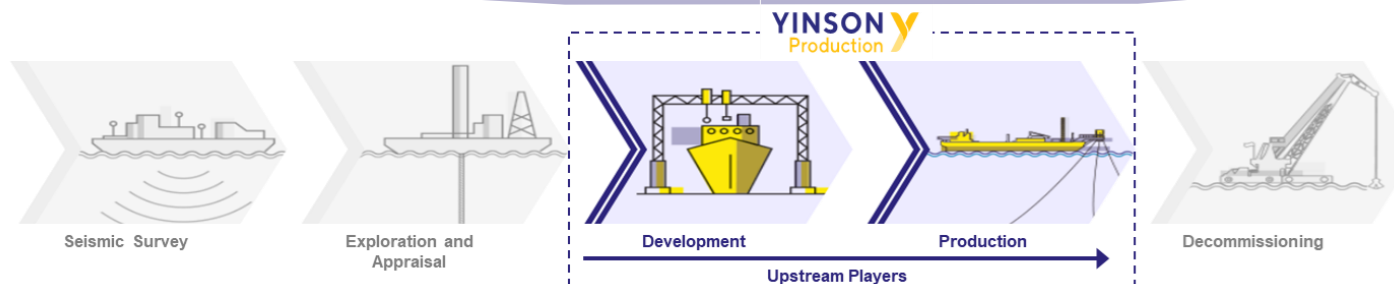 YINSON
Production
Seismic Survey
Exploration and
Appraisal
Development
Production
Decommissioning
Upstream Players